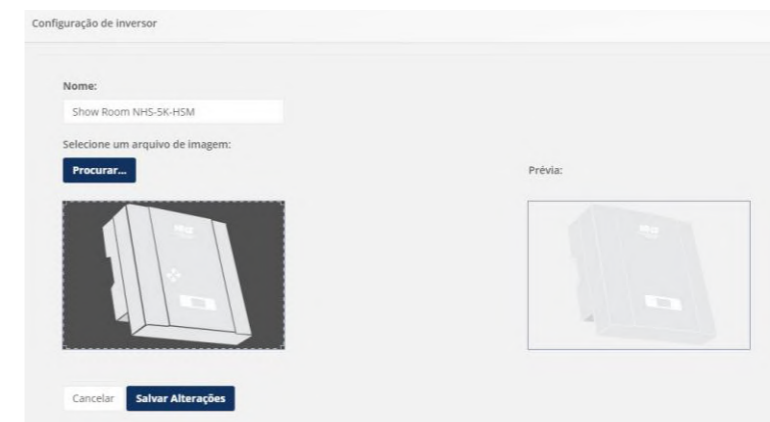 Configuração de inversor
Nome:
Show Room NHS-5K-HSM
Selecione um arquivo de imagem:
Procurar...
Prévia:
Cancelar
Salvar Alterações